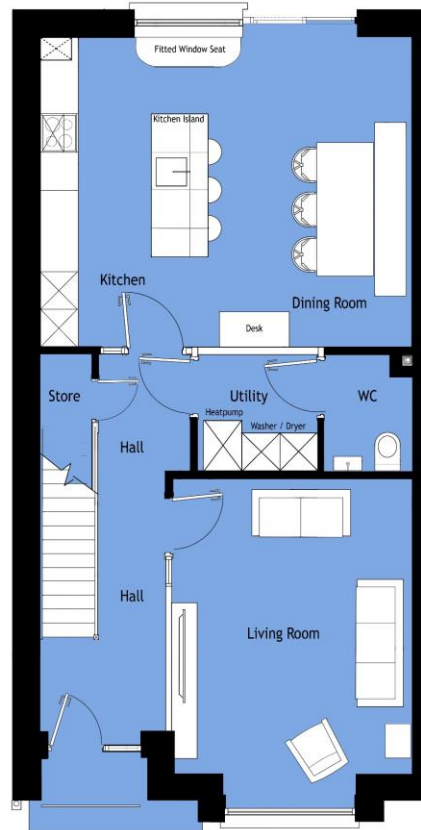 Fitted Window Seat
Kitchen Island
Kitchen
Dining Room
Desk
Store
Utility
WC
Heatpump
Washer / Dryer
Hall
Hall
Living Room